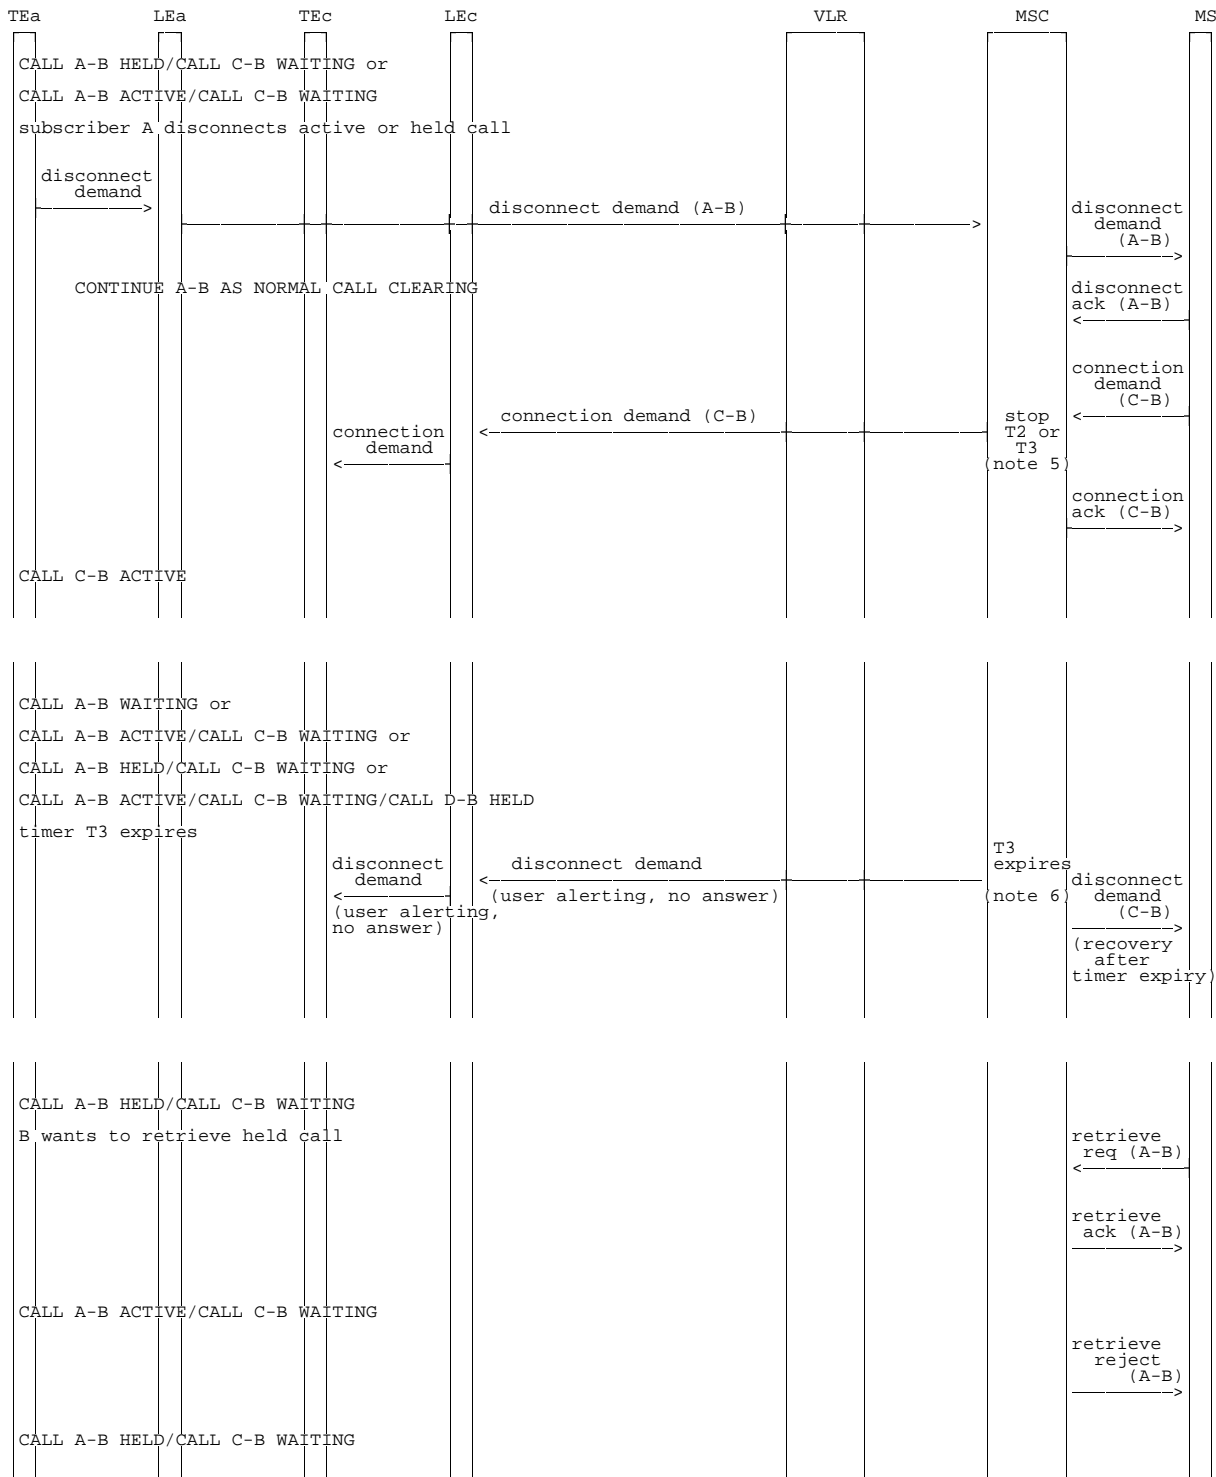 TEa LEa TEc LEc VLR MSC MS
CALL A-B HELD/CALL C-B WAITING or
CALL A-B ACTIVE/CALL C-B WAITING
subscriber A disconnects active or held call
disconnect
demand
disconnect demand (A-B)
disconnect
demand
(A-B)
CONTINUE A-B AS NORMAL CALL CLEARING
disconnect
ack (A-B)
connection
demand
(C-B)
connection demand (C-B)
stop
T2 or
T3
(note 5)
connection
demand
connection
ack (C-B)
CALL C-B ACTIVE
CALL A-B WAITING or
CALL A-B ACTIVE/CALL C-B WAITING or
CALL A-B HELD/CALL C-B WAITING or
CALL A-B ACTIVE/CALL C-B WAITING/CALL D-B HELD
timer T3 expires
T3
expires
(note 6)
disconnect demand
(user alerting, no answer)
disconnect
demand
(user alerting,
no answer)
disconnect
demand
(C-B)
(recovery
after
timer expiry)
CALL A-B HELD/CALL C-B WAITING
B wants to retrieve held call
retrieve
req (A-B)
retrieve
ack (A-B)
CALL A-B ACTIVE/CALL C-B WAITING
retrieve
reject
(A-B)
CALL A-B HELD/CALL C-B WAITING